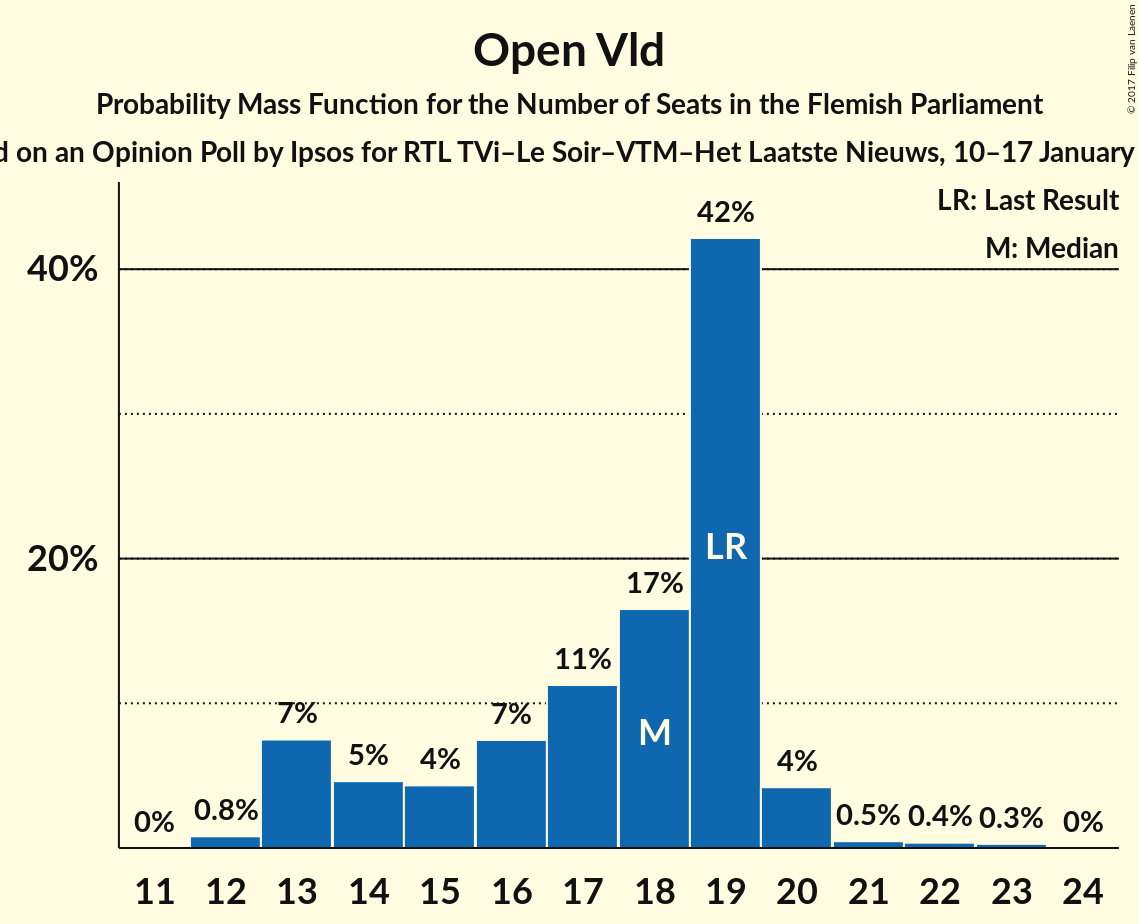 Open Vld
Probability Mass Function for the Number of Seats in the Flemish Parliament
on an Opinion Poll by Ipsos for RTL TVi–Le Soir–VTM–Het Laatste Nieuws, 10–17 January
© 2017 Filip van Laenen
LR: Last Result
M: Median
42%
40%
LR
20%
17%
11%
M
7%
7%
5%
4%
4%
0%
0.8%
0.5%
0.4%
0.3%
0%
11 12 13 14 15 16 17 18 19 20 21 22 23 24